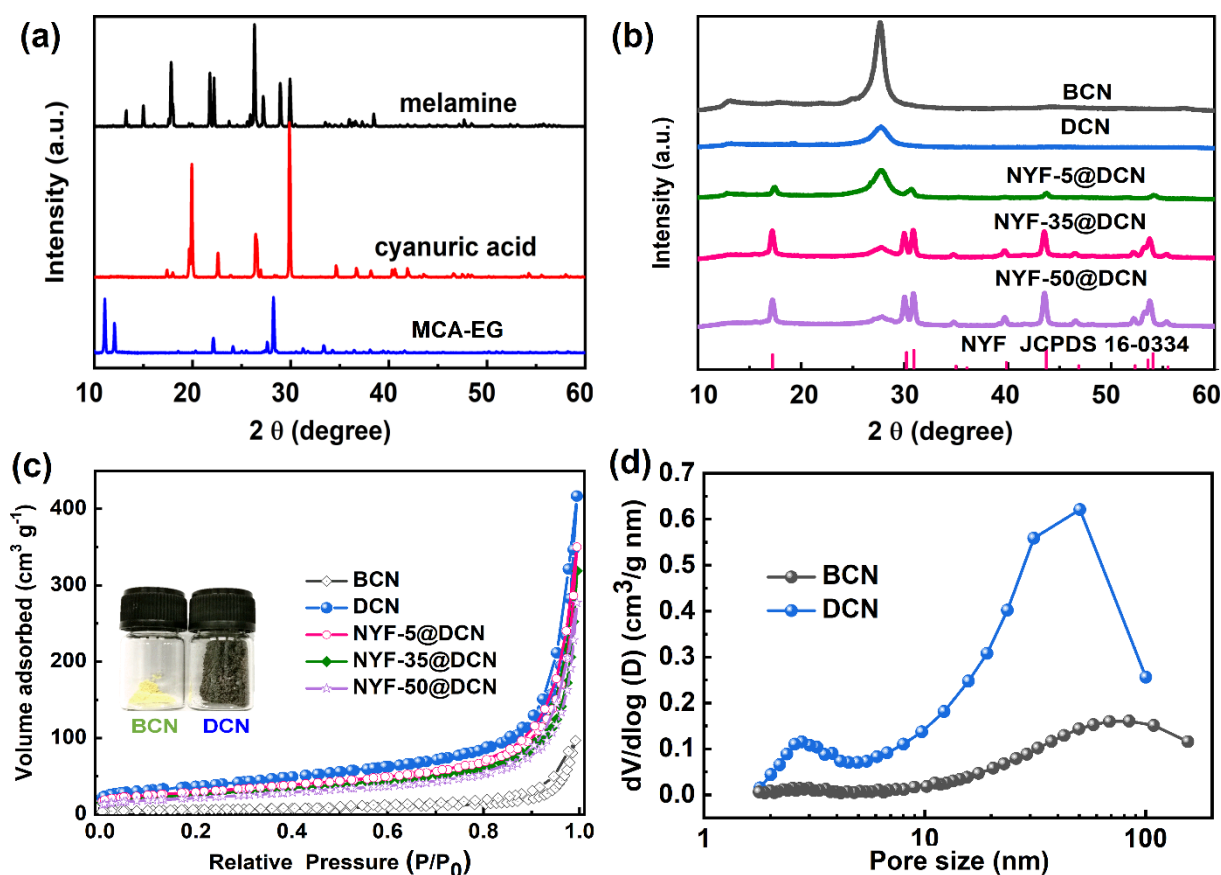 (a)
melamine
cyanuric acid
MCA-EG
Intensity (a.u.)
10 20 30 40 50 60
2 θ (degree)
(b)
BCN
DCN
NYF-5@DCN
NYF-35@DCN
NYF-50@DCN
NYF JCPDS 16-0334
Intensity (a.u.)
10 20 30 40 50 60
2 θ (degree)
(c)
400
300
200
100
0
Volume adsorbed (cm³ g⁻¹)
BCN
DCN
NYF-5@DCN
NYF-35@DCN
NYF-50@DCN
BCN DCN
0.0 0.2 0.4 0.6 0.8 1.0
Relative Pressure (P/P₀)
(d)
0.7
0.6
0.5
0.4
0.3
0.2
0.1
0.0
dV/dlog (D) (cm³/g nm)
BCN
DCN
1 10 100
Pore size (nm)